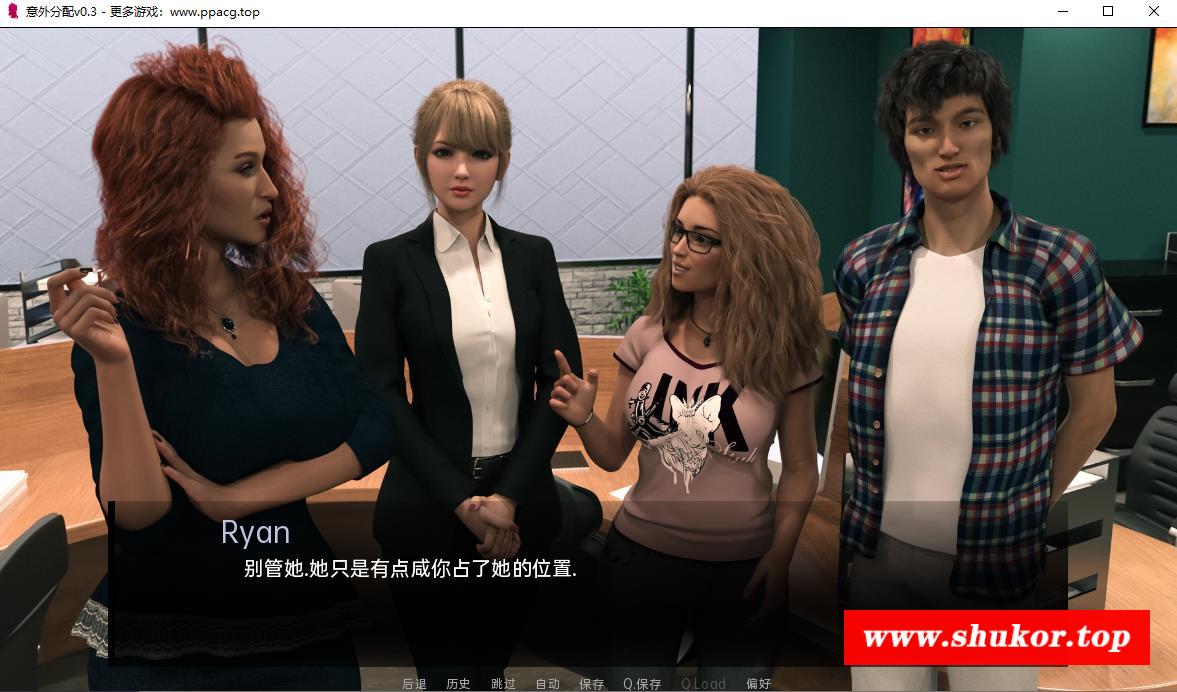 意外分配v0.3 - 更多游戏：www.ppacg.top
Ryan
别管她.她只是有点咸你占了她的位置.
www.shukor.top
后退 历史 跳过 自动 保存 Q.保存 Q.Load 偏好